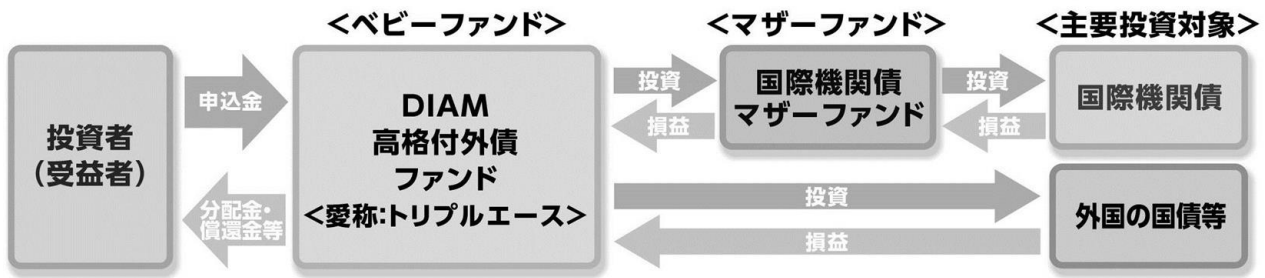 <ベビーファンド>
<マザーファンド>
<主要投資対象>
投資者
(受益者)
申込金
分配金・
償還金等
DIAM
高格付外債
ファンド
<愛称:トリプルエース>
投資
損益
国際機関債
マザーファンド
投資
損益
国際機関債
投資
損益
外国の国債等